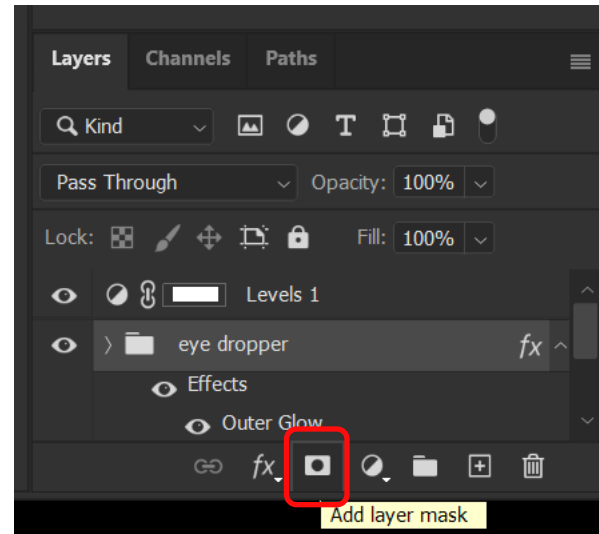 Layers Channels Paths
Kind
Pass Through Opacity: 100%
Lock: Fill: 100%
Levels 1
eye dropper fx
Effects
Outer Glow
fx
Add layer mask